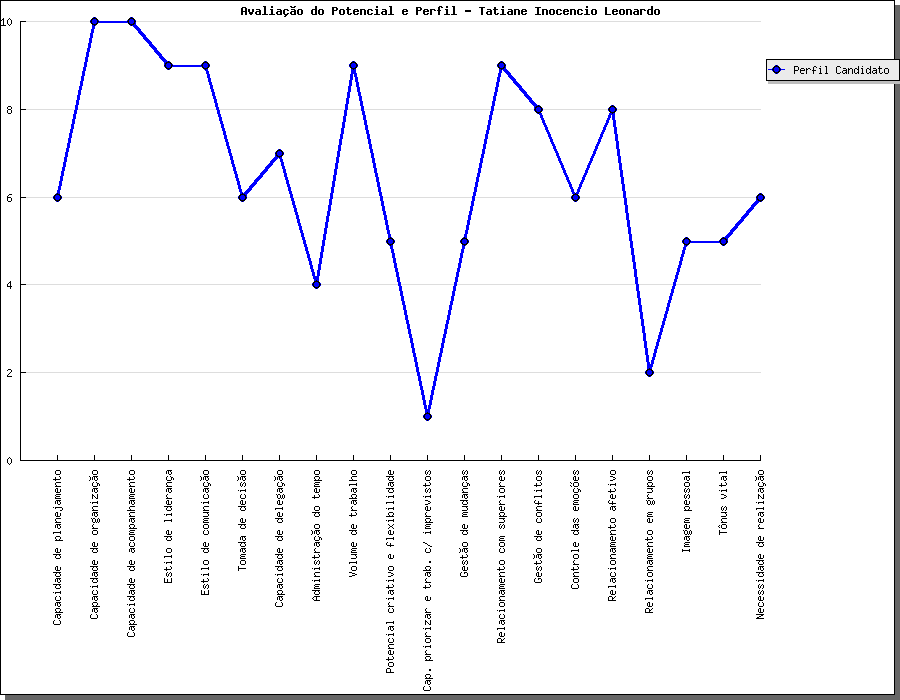 Avaliação do Potencial e Perfil - Tatiane Inocencio Leonardo
10
8
6
4
2
0
Perfil Candidato
Capacidade de planejamento
Capacidade de organização
Capacidade de acompanhamento
Estilo de liderança
Estilo de comunicação
Tomada de decisão
Capacidade de delegação
Administração do tempo
Volume de trabalho
Potencial criativo e flexibilidade
Cap. priorizar e trab. c/ imprevistos
Gestão de mudanças
Relacionamento com superiores
Gestão de conflitos
Controle das emoções
Relacionamento afetivo
Relacionamento em grupos
Imagem pessoal
Tônus vital
Necessidade de realização